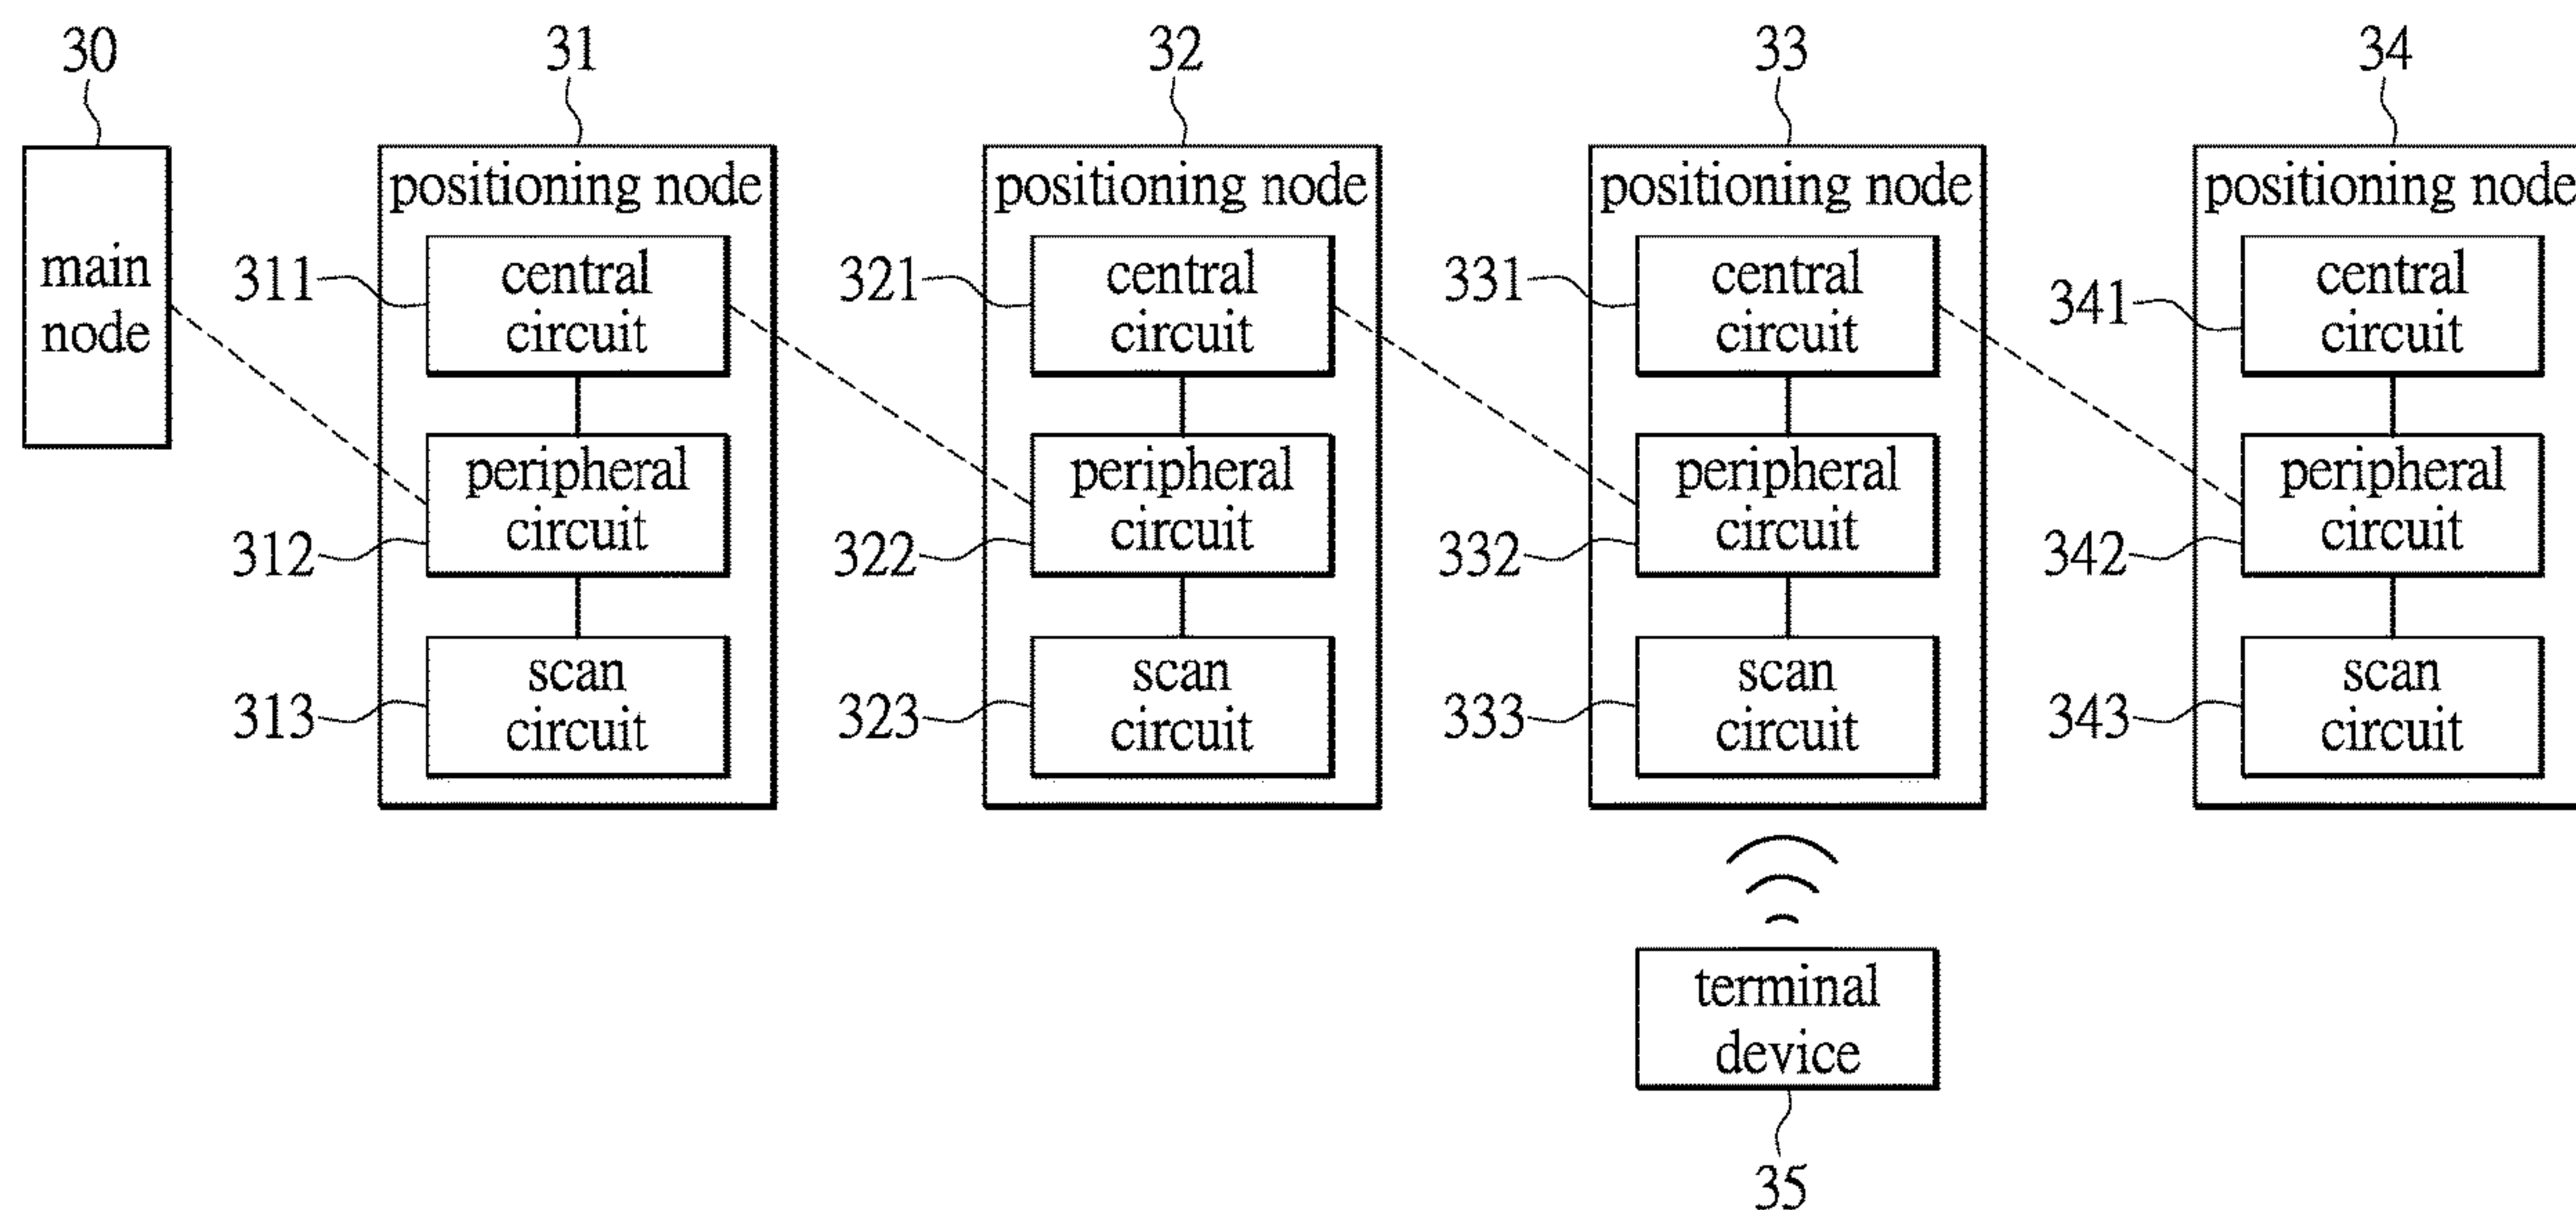 30
31
32
33
34
main
node
positioning node
311
central
circuit
312
peripheral
circuit
313
scan
circuit
positioning node
321
central
circuit
322
peripheral
circuit
323
scan
circuit
positioning node
331
central
circuit
332
peripheral
circuit
333
scan
circuit
positioning node
341
central
circuit
342
peripheral
circuit
343
scan
circuit
terminal
device
35